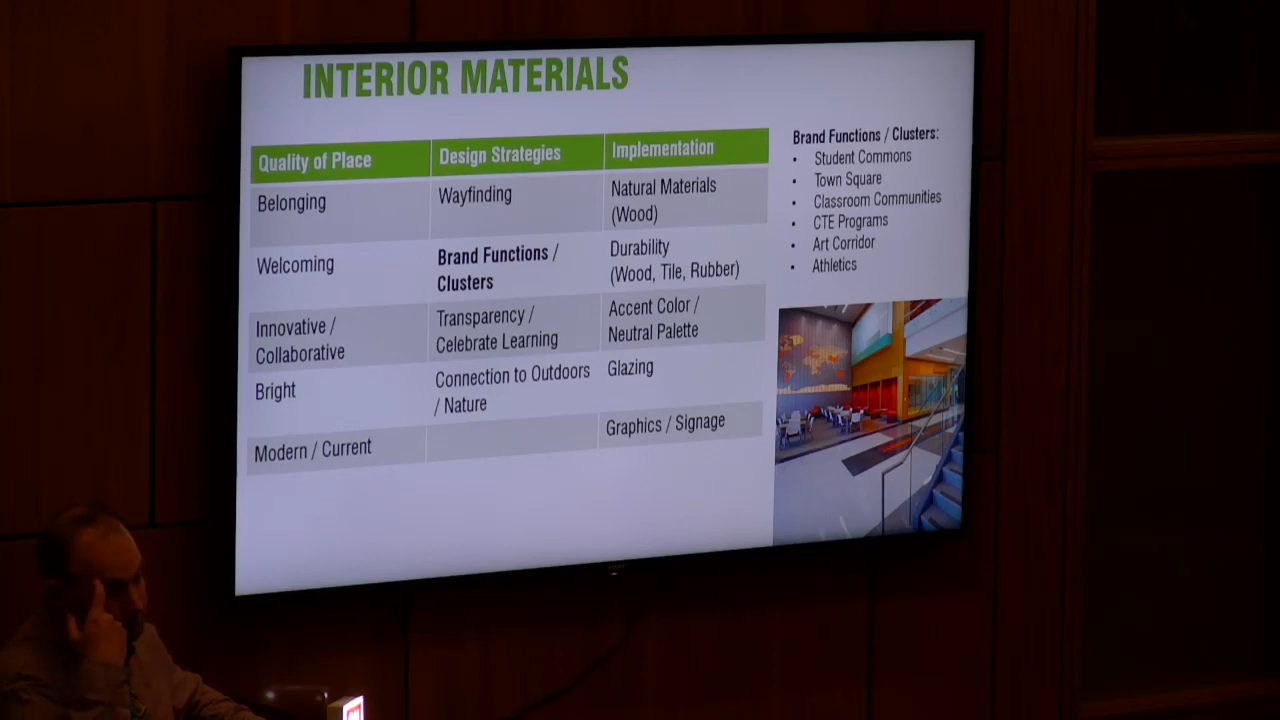 INTERIOR MATERIALS
Quality of Place
Design Strategies
Implementation
Belonging
Wayfinding
Natural Materials
(Wood)
Welcoming
Brand Functions /
Clusters
Durability
(Wood, Tile, Rubber)
Innovative /
Collaborative
Transparency /
Celebrate Learning
Accent Color /
Neutral Palette
Bright
Connection to Outdoors
/ Nature
Glazing
Modern / Current
Graphics / Signage
Brand Functions / Clusters:
• Student Commons
• Town Square
• Classroom Communities
• CTE Programs
• Art Corridor
• Athletics